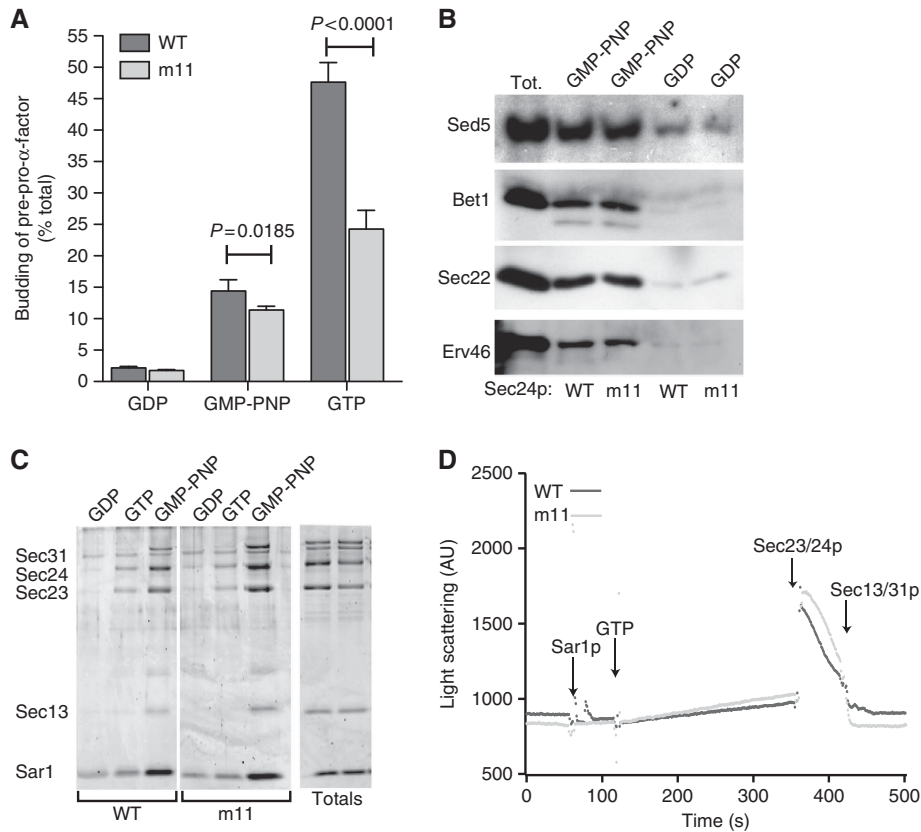 A
P<0.0001
55
WT
50
m11
45
40
35
30
25
P=0.0185
20
15
10
5
0
Budding of pre-pro-α-factor
(% total)
GDP
GMP-PNP
GTP
B
Tot.
GMP-PNP
GMP-PNP
GDP
GDP
Sed5
Bet1
Sec22
Erv46
Sec24p: WT m11 WT m11
C
GDP
GTP
GMP-PNP
GDP
GTP
GMP-PNP
Sec31
Sec24
Sec23
Sec13
Sar1
WT
m11
Totals
D
2500
WT
m11
2000
Sec23/24p
Sec13/31p
1500
GTP
Sar1p
1000
500
Light scattering (AU)
0 100 200 300 400 500
Time (s)